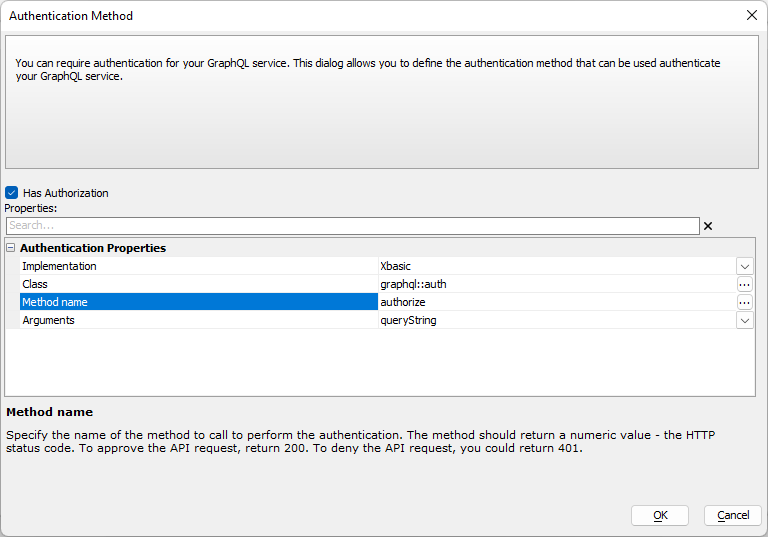 Authentication Method
You can require authentication for your GraphQL service. This dialog allows you to define the authentication method that can be used authenticate
your GraphQL service.
Has Authorization
Properties:
Search...
Authentication Properties
Implementation Xbasic
Class graphql::auth
Method name authorize
Arguments queryString
Method name
Specify the name of the method to call to perform the authentication. The method should return a numeric value - the HTTP
status code. To approve the API request, return 200. To deny the API request, you could return 401.
OK Cancel